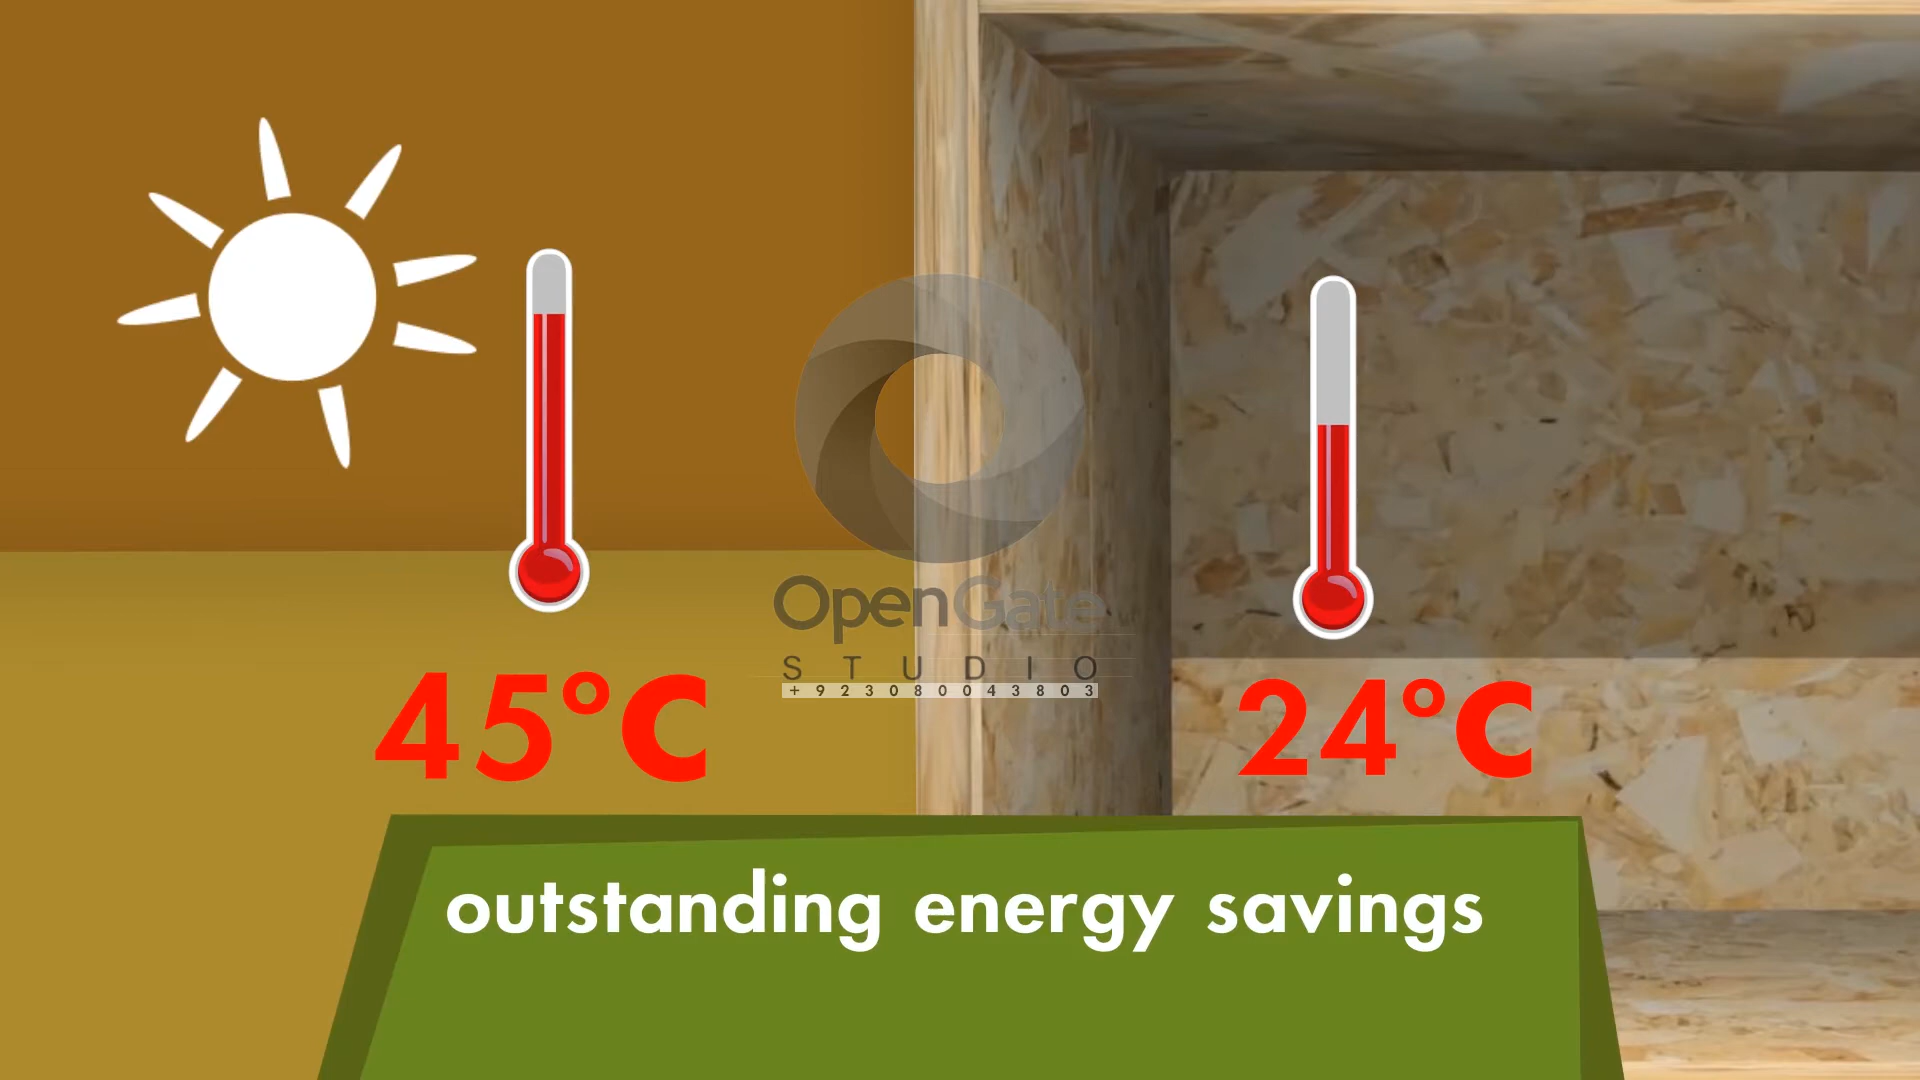 OpenGate
STUDIO
+923080043803
45°C
24°C
outstanding energy savings